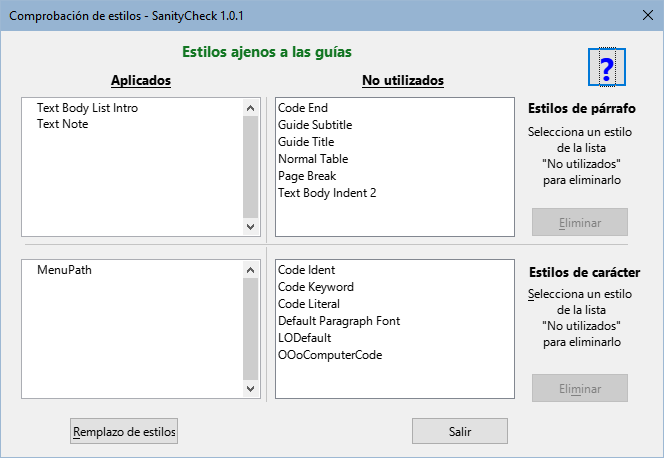 Comprobación de estilos - SanityCheck 1.0.1
Estilos ajenos a las guías
?
Aplicados
No utilizados
Text Body List Intro
Text Note
Code End
Guide Subtitle
Guide Title
Normal Table
Page Break
Text Body Indent 2
Estilos de párrafo
Selecciona un estilo
de la lista
"No utilizados"
para eliminarlo
Eliminar
MenuPath
Code Ident
Code Keyword
Code Literal
Default Paragraph Font
LODefault
OOoComputerCode
Estilos de carácter
Selecciona un estilo
de la lista
"No utilizados"
para eliminarlo
Eliminar
Remplazo de estilos
Salir